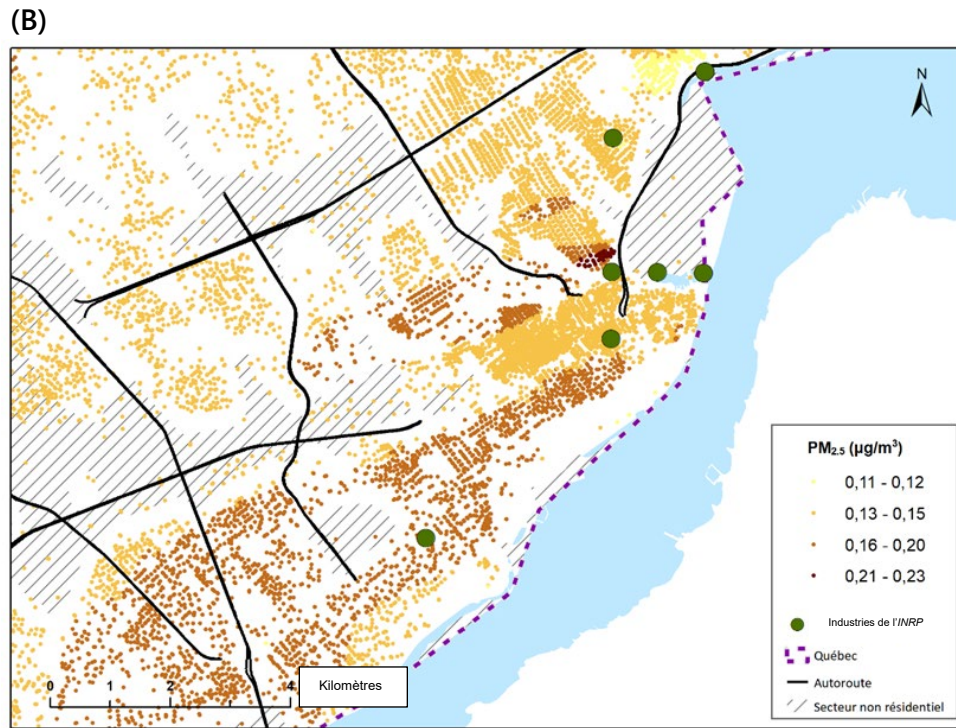 (B)
N
PM2.5 (µg/m³)
0,11 - 0,12
0,13 - 0,15
0,16 - 0,20
0,21 - 0,23
Industries de l'INRP
Québec
Autoroute
Secteur non résidentiel
0 1 2 4
Kilomètres